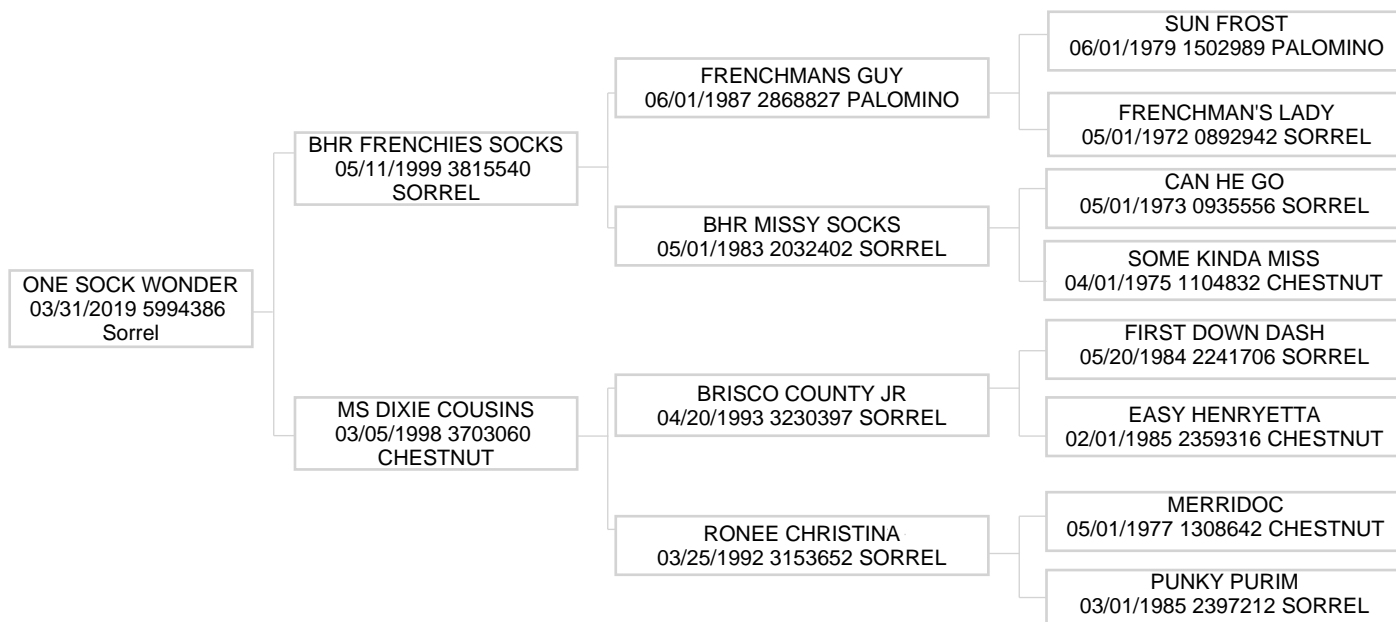 SUN FROST
06/01/1979 1502989 PALOMINO
FRENCHMANS GUY
06/01/1987 2868827 PALOMINO
FRENCHMAN'S LADY
05/01/1972 0892942 SORREL
BHR FRENCHIES SOCKS
05/11/1999 3815540
SORREL
CAN HE GO
05/01/1973 0935556 SORREL
BHR MISSY SOCKS
05/01/1983 2032402 SORREL
SOME KINDA MISS
04/01/1975 1104832 CHESTNUT
ONE SOCK WONDER
03/31/2019 5994386
Sorrel
FIRST DOWN DASH
05/20/1984 2241706 SORREL
BRISCO COUNTY JR
04/20/1993 3230397 SORREL
EASY HENRYETTA
02/01/1985 2359316 CHESTNUT
MS DIXIE COUSINS
03/05/1998 3703060
CHESTNUT
MERRIDOC
05/01/1977 1308642 CHESTNUT
RONEE CHRISTINA
03/25/1992 3153652 SORREL
PUNKY PURIM
03/01/1985 2397212 SORREL